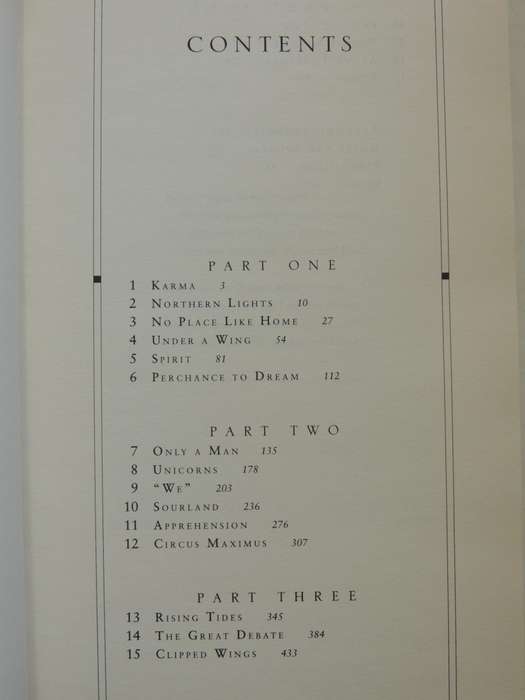 CONTENTS
PART ONE
1 KARMA 3
2 NORTHERN LIGHTS 10
3 NO PLACE LIKE HOME 27
4 UNDER A WING 54
5 SPIRIT 81
6 PERCHANCE TO DREAM 112
PART TWO
7 ONLY A MAN 135
8 UNICORNS 178
9 “WE” 203
10 SOURLAND 236
11 APPREHENSION 276
12 CIRCUS MAXIMUS 307
PART THREE
13 RISING TIDES 345
14 THE GREAT DEBATE 384
15 CLIPPED WINGS 433